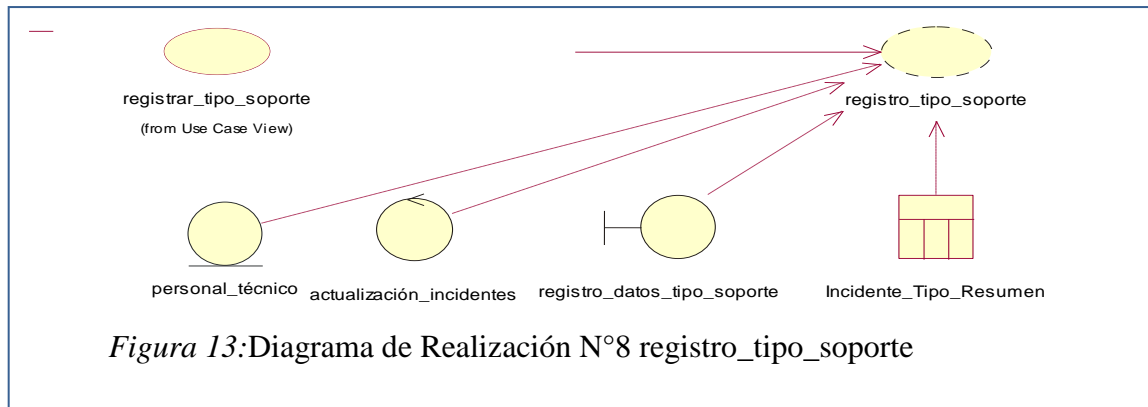 registrar_tipo_soporte
(from Use Case View)
registro_tipo_soporte
personal_técnico
actualización_incidentes
registro_datos_tipo_soporte
Incidente_Tipo_Resumen
Figura 13:Diagrama de Realización N°8 registro_tipo_soporte